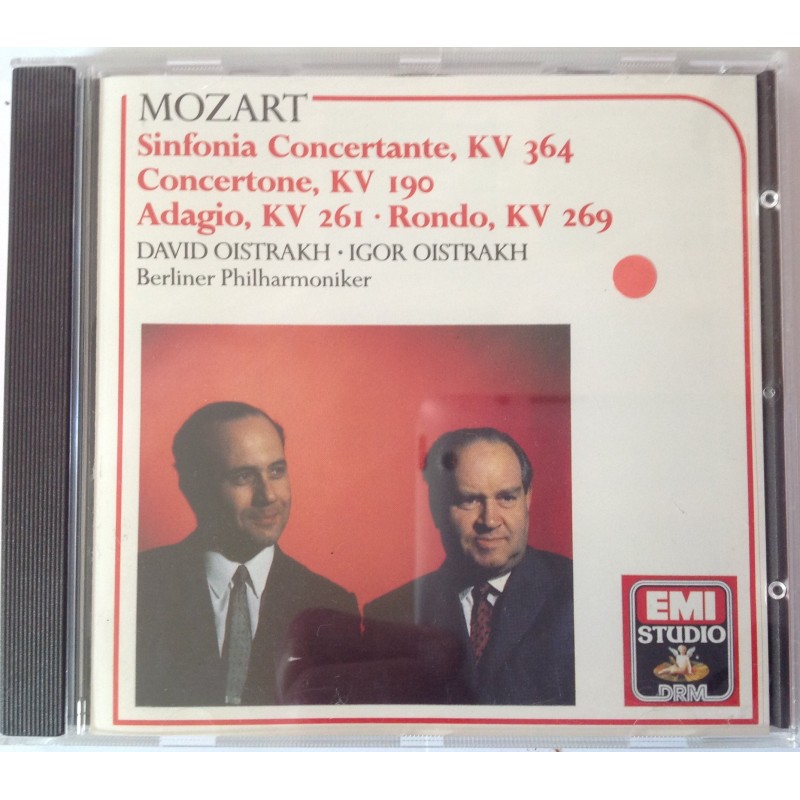 MOZART
Sinfonia Concertante, KV 364
Concertone, KV 190
Adagio, KV 261 · Rondo, KV 269
DAVID OISTRAKH · IGOR OISTRAKH
Berliner Philharmoniker
EMI
STUDIO
DRM